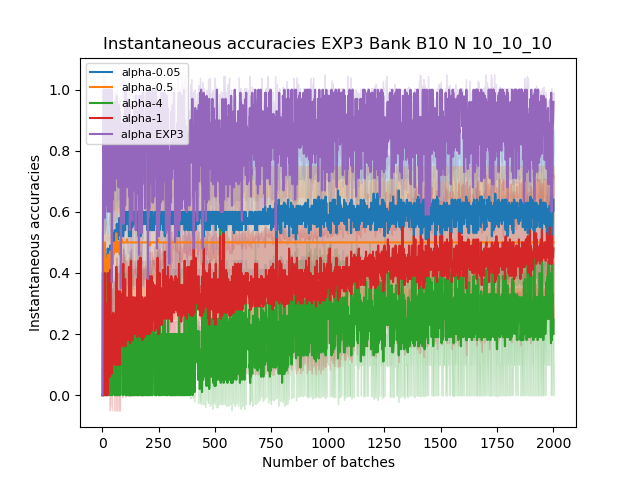 Instantaneous accuracies EXP3 Bank B10 N 10_10_10
alpha-0.05
alpha-0.5
alpha-4
alpha-1
alpha EXP3
1.0
0.8
0.6
0.4
0.2
0.0
Instantaneous accuracies
0 250 500 750 1000 1250 1500 1750 2000
Number of batches